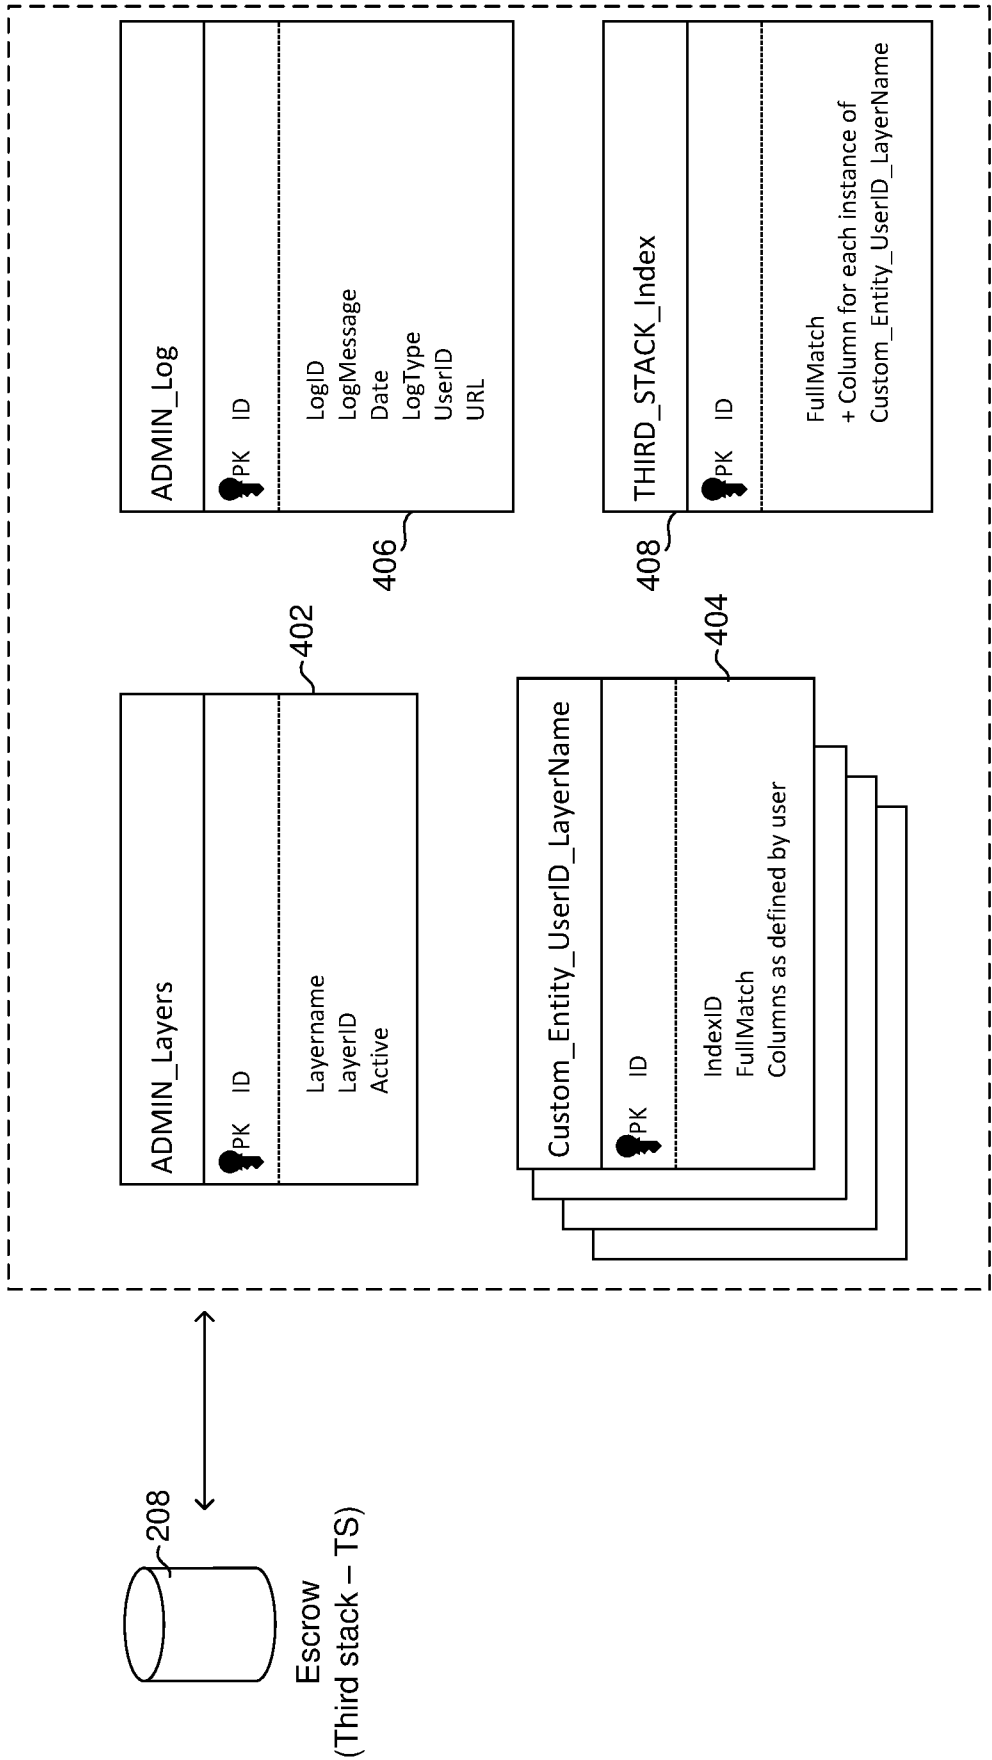 208
Escrow
(Third stack – TS)
ADMIN_Layers
PK ID
Layername
LayerID
Active
402
ADMIN_Log
PK ID
LogID
LogMessage
Date
LogType
UserID
URL
406
Custom_Entity_UserID_LayerName
PK ID
IndexID
FullMatch
Columns as defined by user
404
THIRD_STACK_Index
PK ID
FullMatch
+ Column for each instance of
Custom_Entity_UserID_LayerName
408